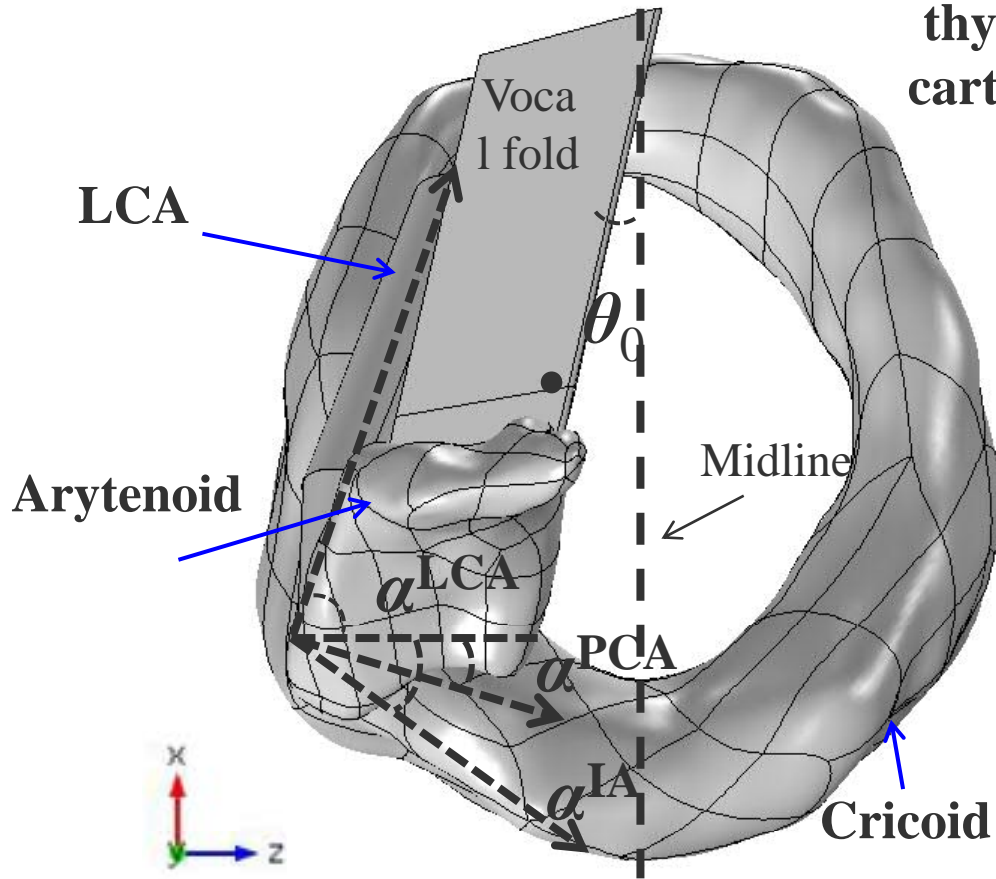 thy
cart
Voca
l fold
LCA
θ0
Midline
Arytenoid
αLCA
αPCA
αIA
Cricoid
x
y
z